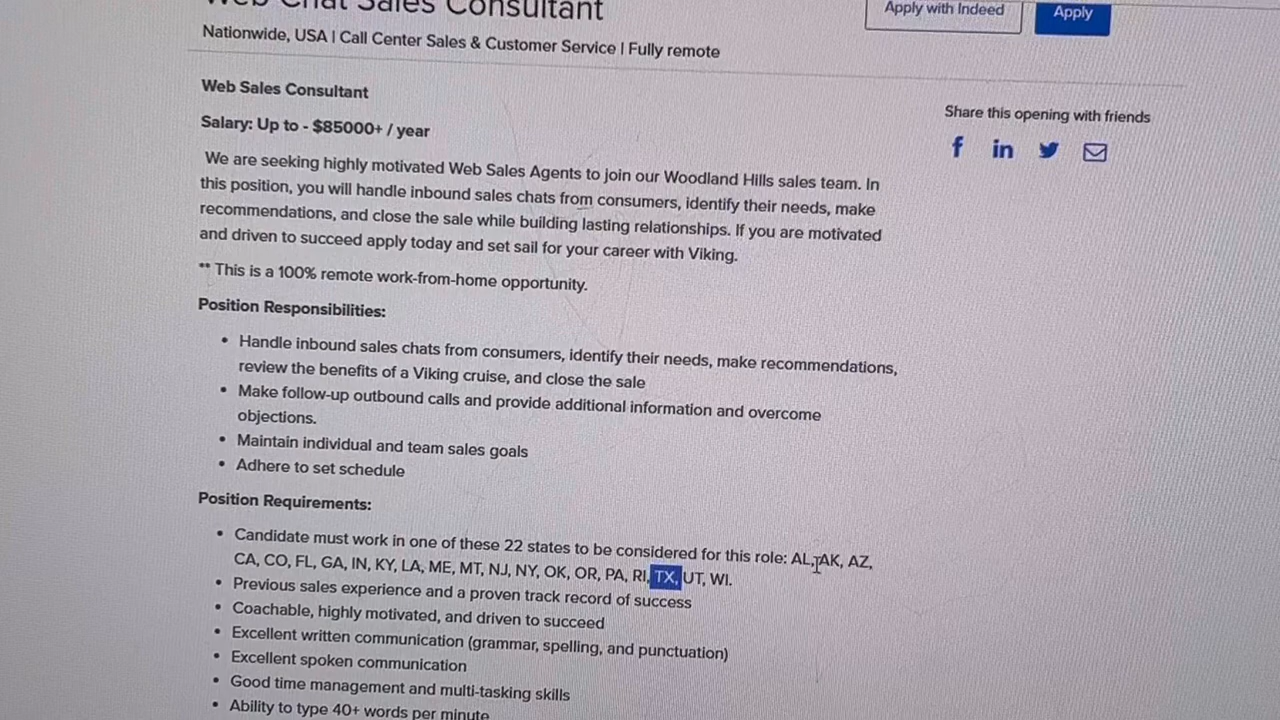 Web Chat Sales Consultant
Apply with Indeed
Apply
Nationwide, USA | Call Center Sales & Customer Service | Fully remote
Web Sales Consultant
Salary: Up to - $85000+ / year
We are seeking highly motivated Web Sales Agents to join our Woodland Hills sales team. In
this position, you will handle inbound sales chats from consumers, identify their needs, make
recommendations, and close the sale while building lasting relationships. If you are motivated
and driven to succeed apply today and set sail for your career with Viking.
** This is a 100% remote work-from-home opportunity.
Share this opening with friends
f in
Position Responsibilities:
• Handle inbound sales chats from consumers, identify their needs, make recommendations,
review the benefits of a Viking cruise, and close the sale
• Make follow-up outbound calls and provide additional information and overcome
objections.
• Maintain individual and team sales goals
• Adhere to set schedule
Position Requirements:
• Candidate must work in one of these 22 states to be considered for this role: AL, AK, AZ,
CA, CO, FL, GA, IN, KY, LA, ME, MT, NJ, NY, OK, OR, PA, RI, TX, UT, WI.
• Previous sales experience and a proven track record of success
• Coachable, highly motivated, and driven to succeed
• Excellent written communication (grammar, spelling, and punctuation)
• Excellent spoken communication
• Good time management and multi-tasking skills
• Ability to type 40+ words per minute